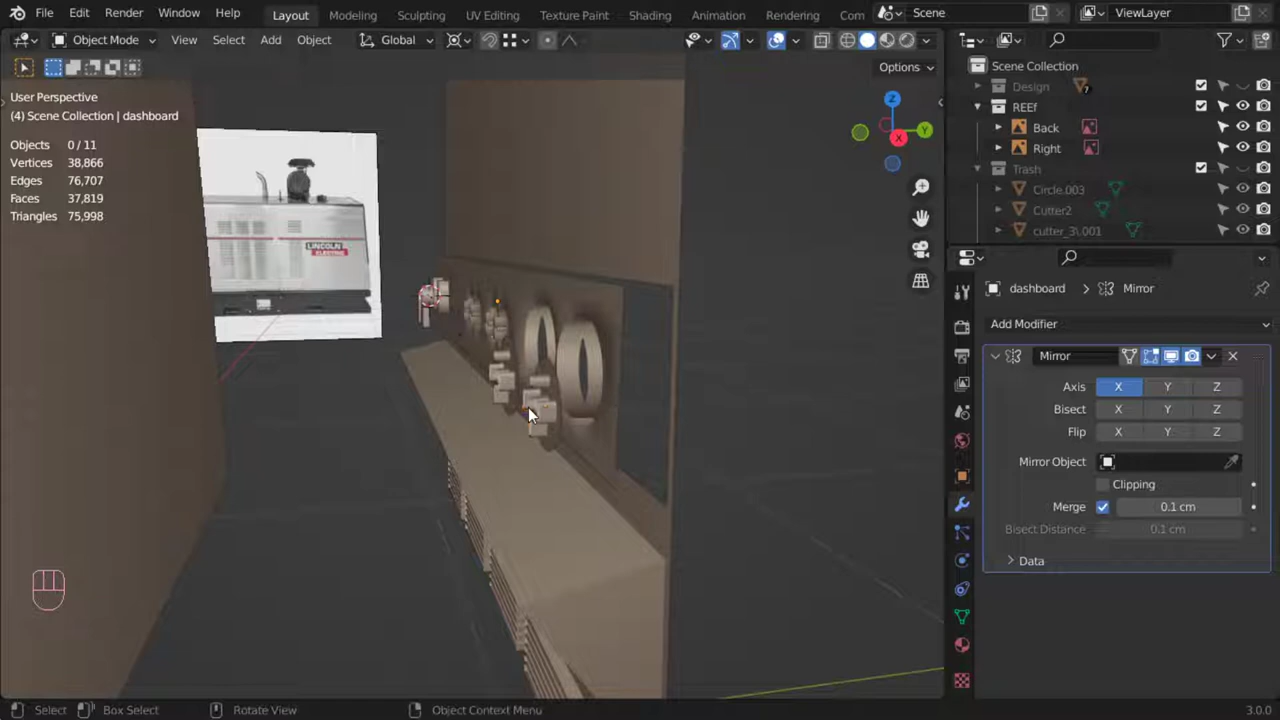 File Edit Render Window Help Layout Modeling Sculpting UV Editing Texture Paint Shading Animation Rendering Com Scene ViewLayer
Object Mode View Select Add Object Global
Options
User Perspective
(4) Scene Collection | dashboard
Objects 0 / 11
Vertices 38,866
Edges 76,707
Faces 37,819
Triangles 75,998
LINCOLN
ELECTRIC
Z
Y
X
Scene Collection
Design 7
REEf
Back
Right
Trash
Circle.003
Cutter2
cutter_3\.001
dashboard > Mirror
Add Modifier
Mirror
Axis X Y Z
Bisect X Y Z
Flip X Y Z
Mirror Object
Clipping
Merge 0.1 cm
Bisect Distance 0.1 cm
Data
Select Box Select Rotate View Object Context Menu 3.0.0